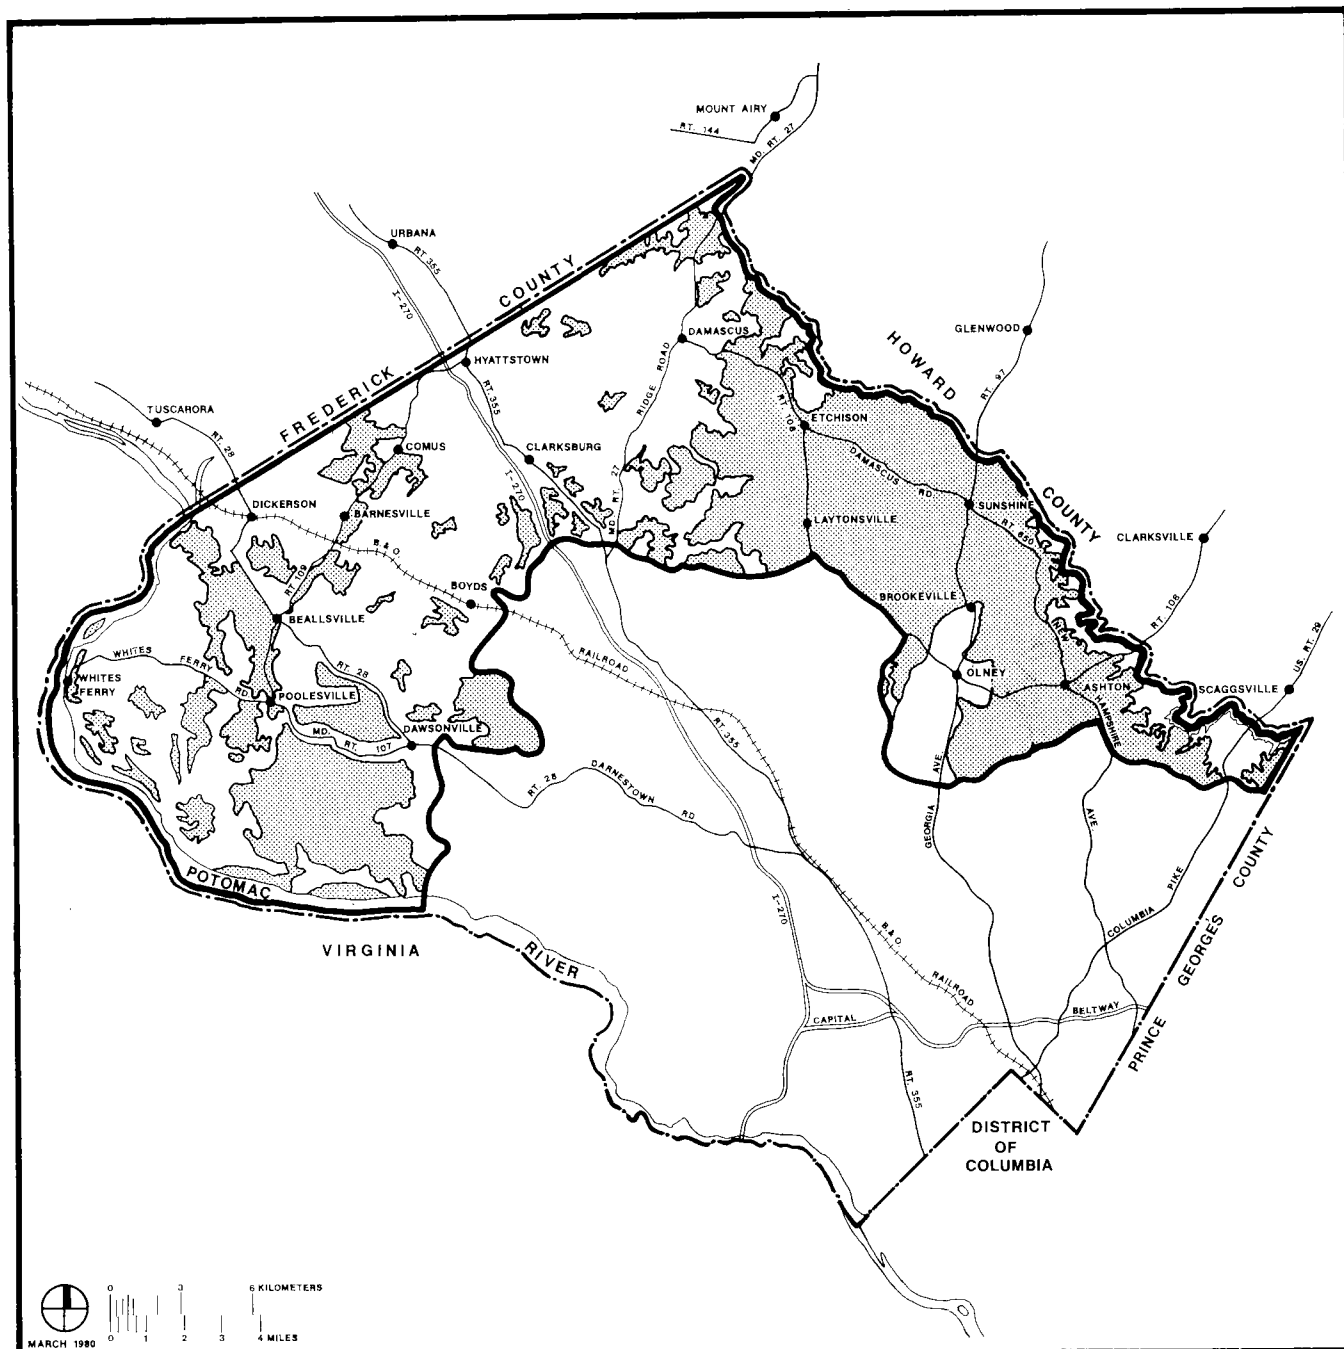 MOUNT AIRY
RT. 144
MD. RT. 27
URBANA
RT 355
I-270
FREDERICK COUNTY
HYATTSTOWN
DAMASCUS
RIDGE ROAD
MD. RT. 27
HOWARD COUNTY
GLENWOOD
RT. 97
TUSCARORA
RT. 28
COMUS
RT. 355
CLARKSBURG
I-270
ETCHISON
RT. 108
DAMASCUS RD.
SUNSHINE
RT. 650
DICKERSON
BARNESVILLE
B. & O.
RAILROAD
LAYTONSVILLE
CLARKSVILLE
RT. 108
RT 109
BOYDS
BROOKEVILLE
BEALLSVILLE
US. RT. 29
WHITES FERRY RD.
RT. 28
WHITES
FERRY
POOLESVILLE
OLNEY
NEW HAMPSHIRE AVE.
ASHTON
SCAGGSVILLE
DAWSONVILLE
MD. RT. 107
RT. 355
RT. 28 DARNESTOWN RD
GEORGIA AVE
COLUMBIA PIKE
PRINCE GEORGE'S COUNTY
POTOMAC RIVER
VIRGINIA
I-270
B. & O. RAILROAD
CAPITAL BELTWAY
RT. 355
DISTRICT
OF
COLUMBIA
0 3 6 KILOMETERS
0 1 2 3 4 MILES
MARCH 1980